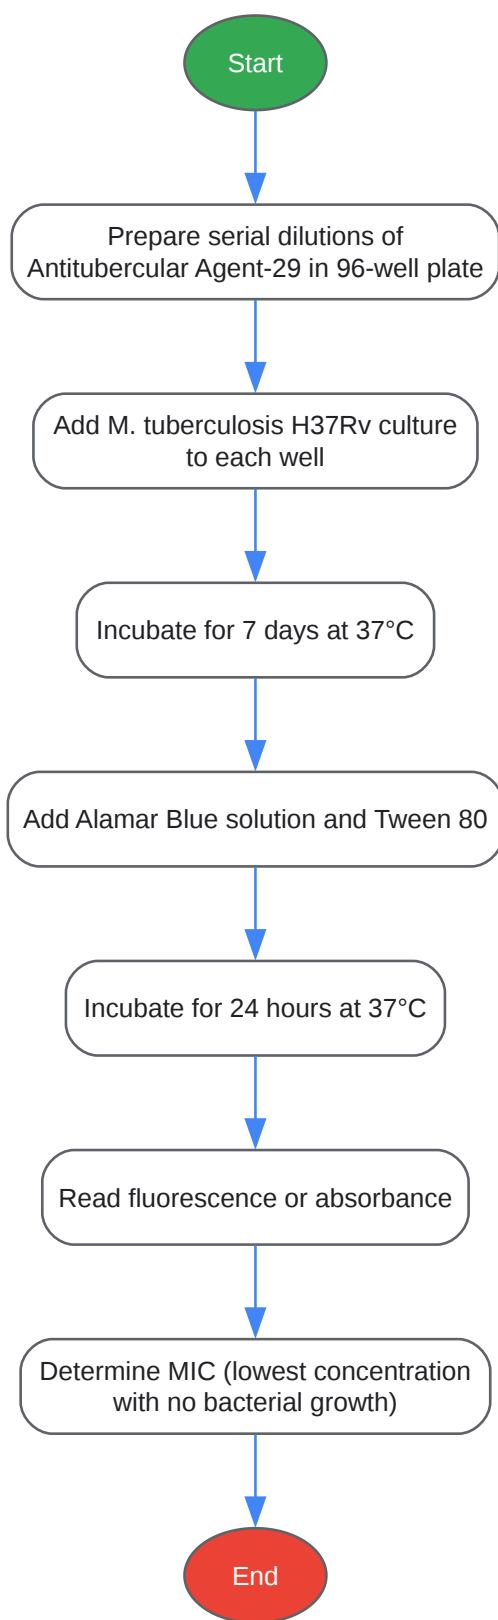 Start
Prepare serial dilutions of
Antitubercular Agent-29 in 96-well plate
Add M. tuberculosis H37Rv culture
to each well
Incubate for 7 days at 37°C
Add Alamar Blue solution and Tween 80
Incubate for 24 hours at 37°C
Read fluorescence or absorbance
Determine MIC (lowest concentration
with no bacterial growth)
End